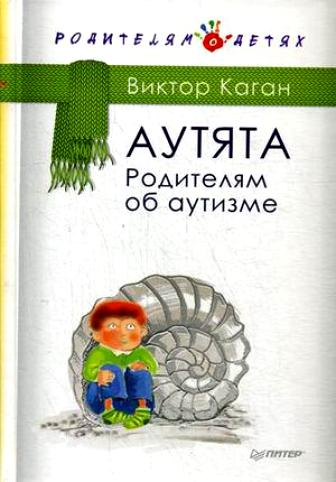 РОДИТЕЛЯМ О ДЕТЯХ
Виктор Каган
АУТЯТА
Родителям
об аутизме
ПИТЕР